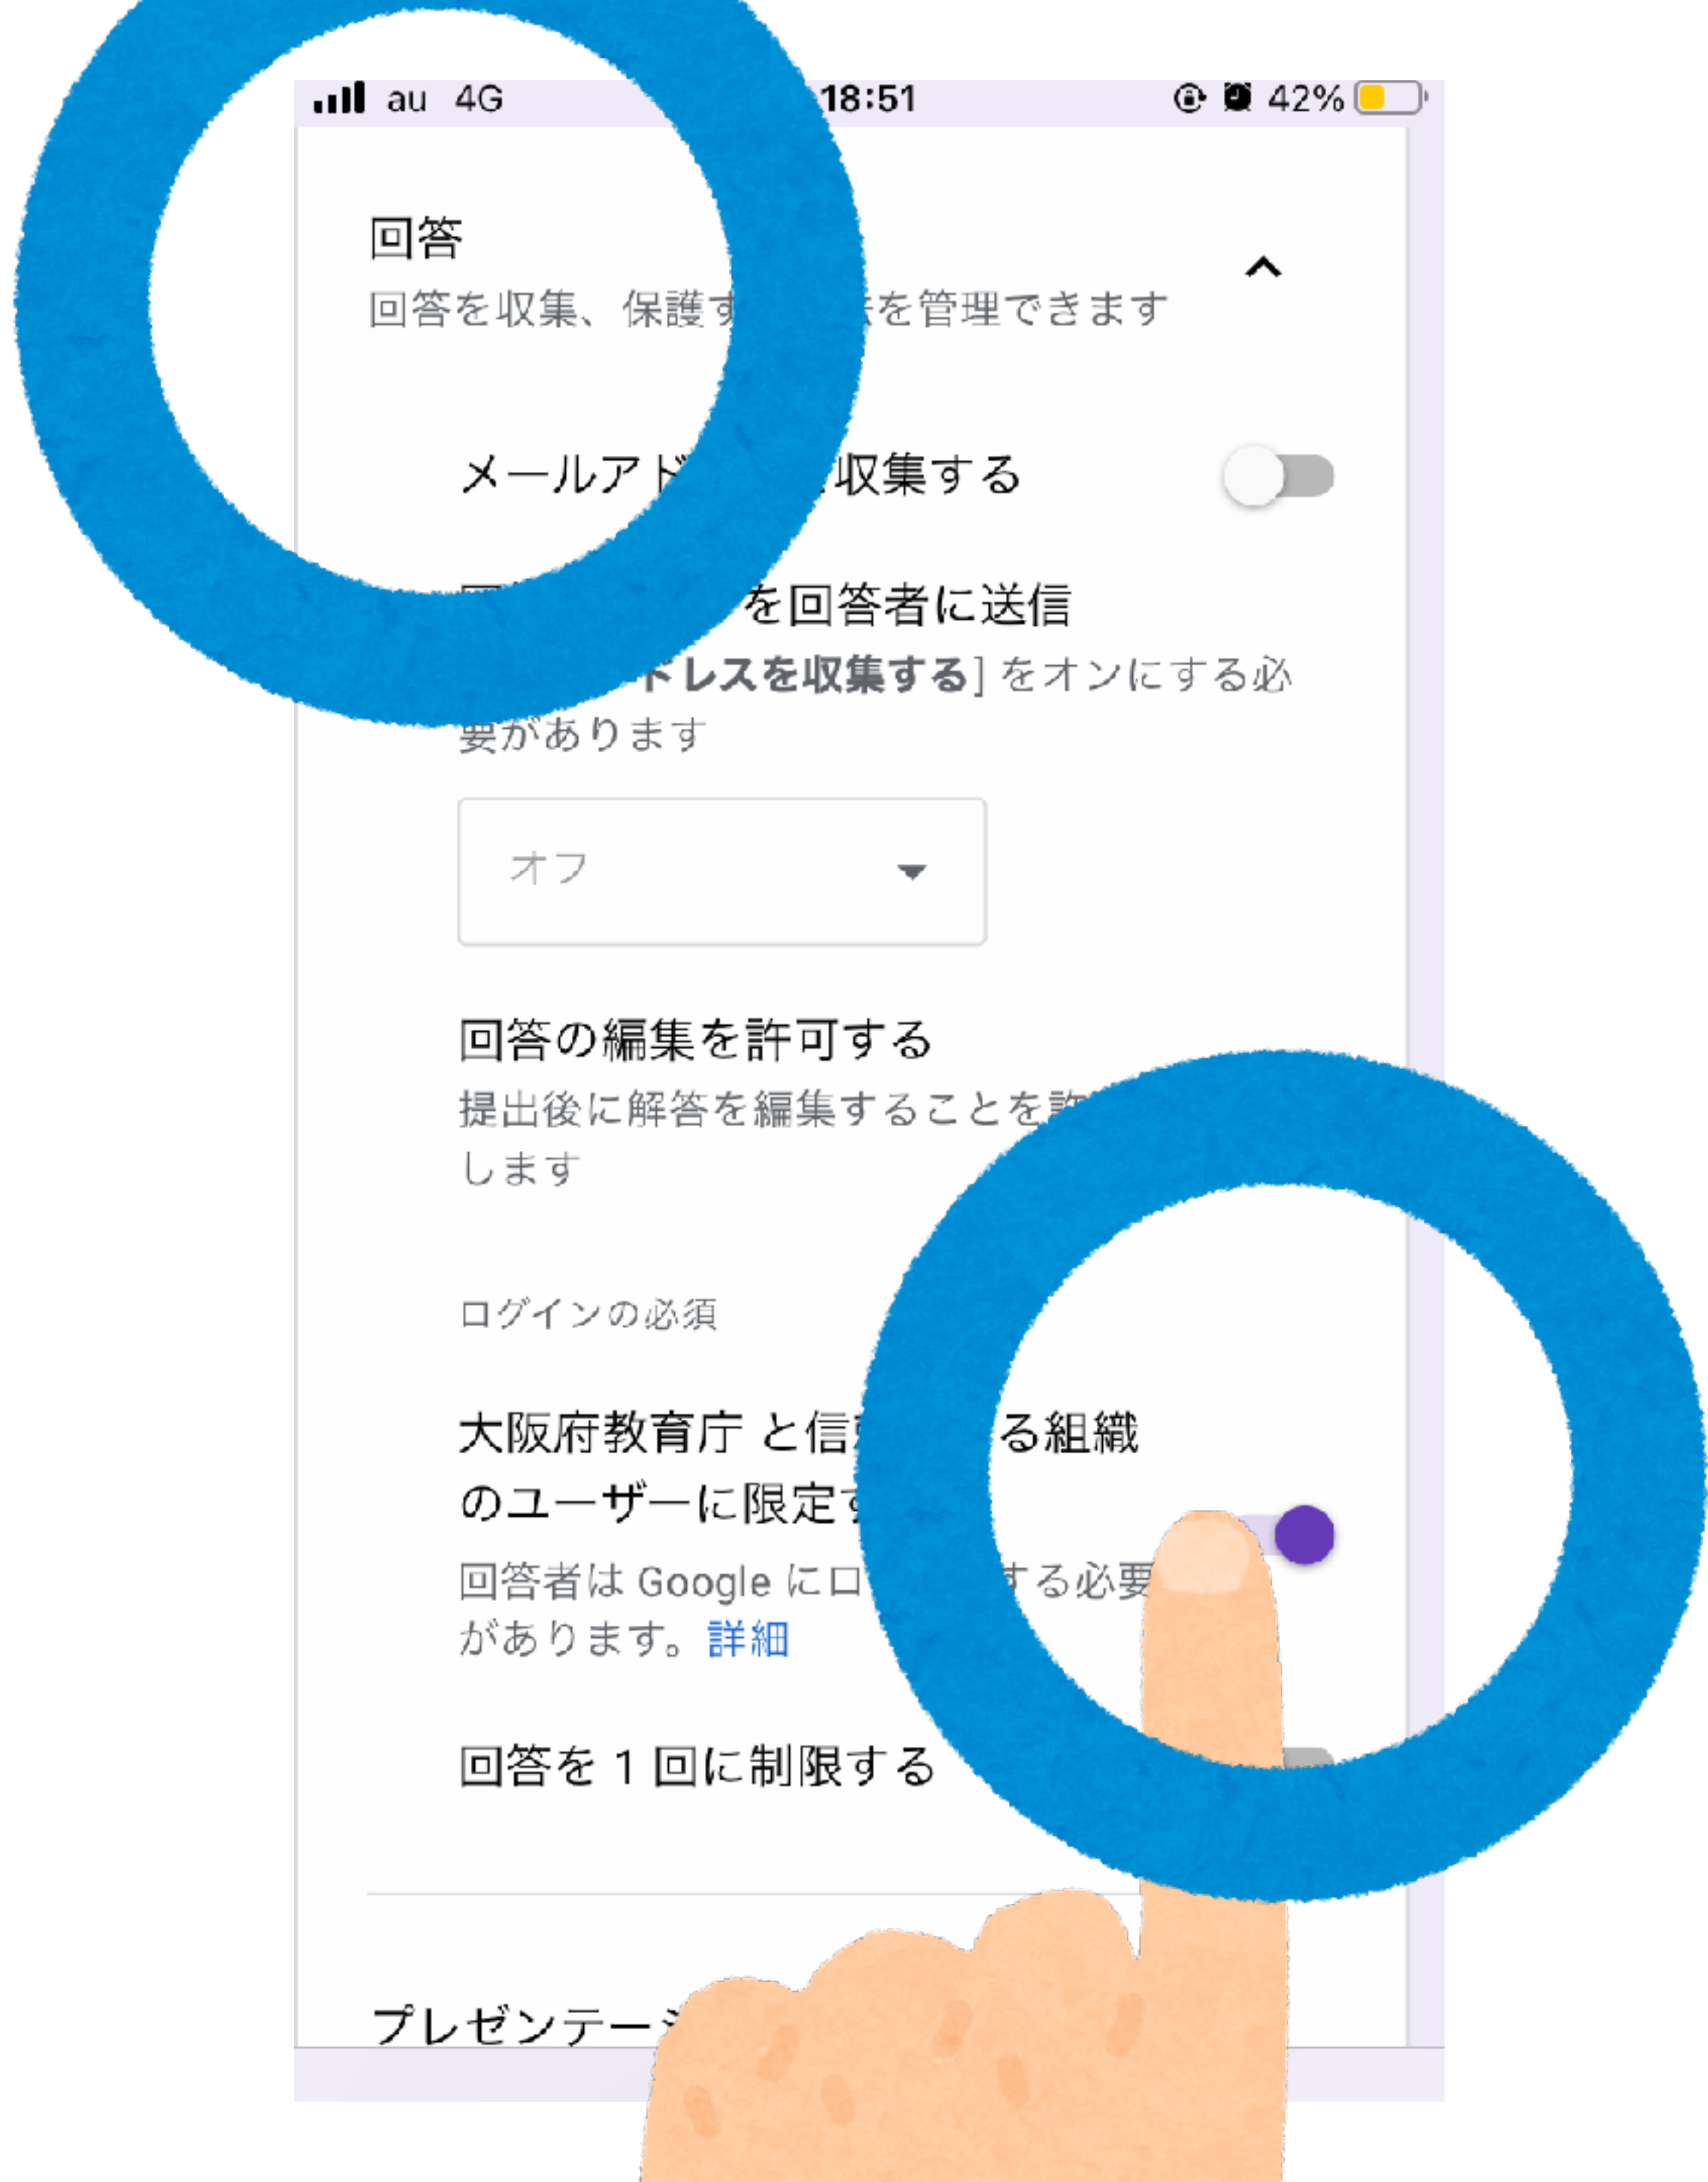 au 4G 18:51 42%
回答
回答を収集、保護す を管理できます
メールアド 収集する
を回答者に送信
ドレスを収集する] をオンにする必
要があります
オフ
回答の編集を許可する
提出後に解答を編集することを許
します
ログインの必須
大阪府教育庁 と信 る組織
のユーザーに限定す
回答者は Google にロ する必要
があります。詳細
回答を 1 回に制限する
プレゼンテーシ